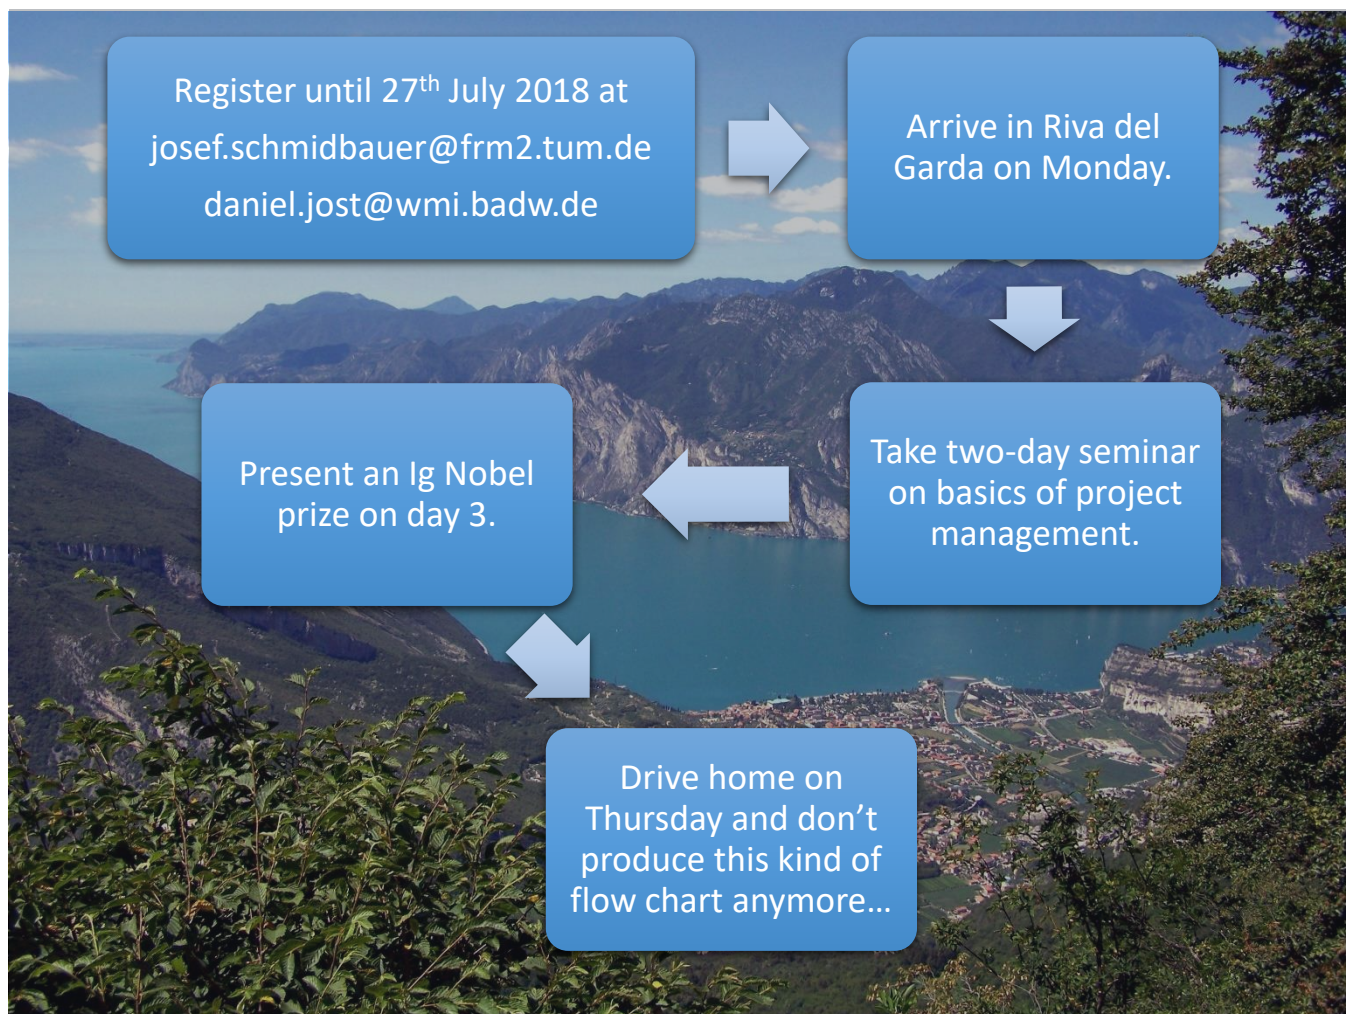 Register until 27th July 2018 at
josef.schmidbauer@frm2.tum.de
daniel.jost@wmi.badw.de
Arrive in Riva del
Garda on Monday.
Take two-day seminar
on basics of project
management.
Present an Ig Nobel
prize on day 3.
Drive home on
Thursday and don’t
produce this kind of
flow chart anymore…